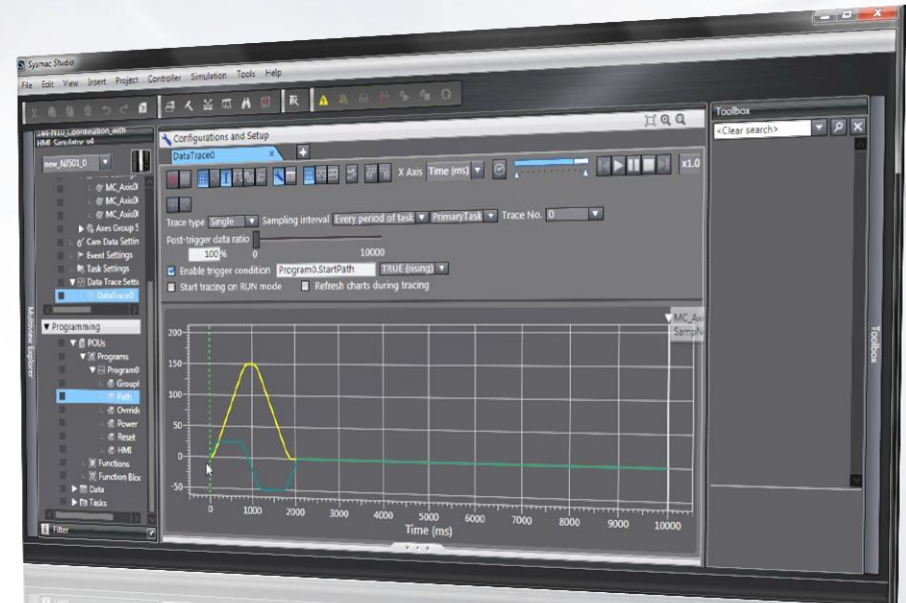 Sysmac Studio
File Edit View Insert Project Controller Simulation Tools Help
HMI Simulator v4
new_NJ501_0
MC_Axis0
MC_Axis0
MC_Axis0
Axes Group S
Cam Data Settin
Event Settings
Task Settings
Data Trace Setti
DataTrace0
Programming
POUs
Programs
Program0
Group
Path
Overrid
Power
Reset
HMI
Functions
Function Bloc
Data
Tasks
Filter
Multiview Explorer
Configurations and Setup
DataTrace0
X Axis Time (ms)
x1.0
Trace type Single Sampling interval Every period of task PrimaryTask Trace No. 0
Post-trigger data ratio
100 % 0 10000
Enable trigger condition Program0.StartPath TRUE (rising)
Start tracing on RUN mode Refresh charts during tracing
MC_Axi
200
150
100
50
0
-50
0 1000 2000 3000 4000 5000 6000 7000 8000 9000 10000
Time (ms)
Toolbox
<Clear search>
Toolbox